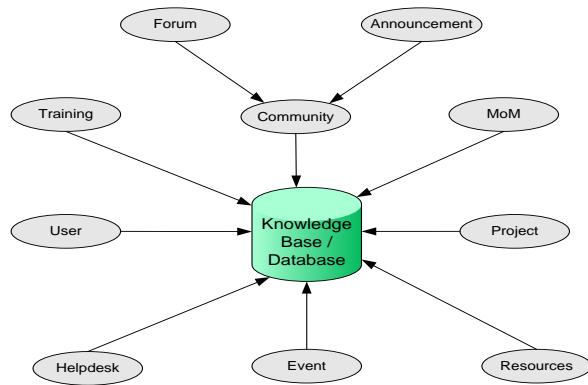 Forum
Announcement
Training
Community
MoM
User
Knowledge
Base /
Database
Project
Helpdesk
Event
Resources